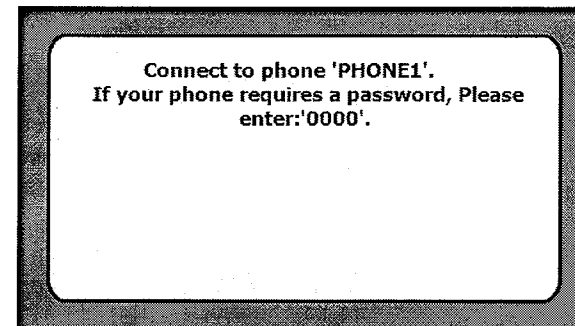 Connect to phone 'PHONE1'.
If your phone requires a password, Please
enter:'0000'.